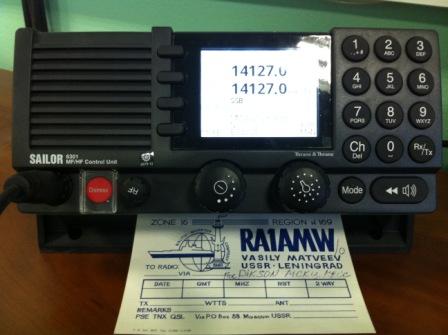 14127.0
14127.0
SSB
SAILOR 6301
MF/HF Control Unit
Thrane & Thrane
Distress
RF
1 .,+#
2 ABC
3 DEF
4 GHI
5 JKL
6 MNO
7 PQRS
8 TUV
9 WXYZ
Ch Del
0
Rx/Tx
Mode
ZONE 16
REGION # 169
RA1AMW/0
VASILY MATVEEV
USSR · LENINGRAD
TO RADIO
VIA
DATE GMT MHZ RST 2 WAY
TX WTTS ANT.
REMARKS
PSE TNX QSL VIA P O BOX 88 MOSCOW USSR